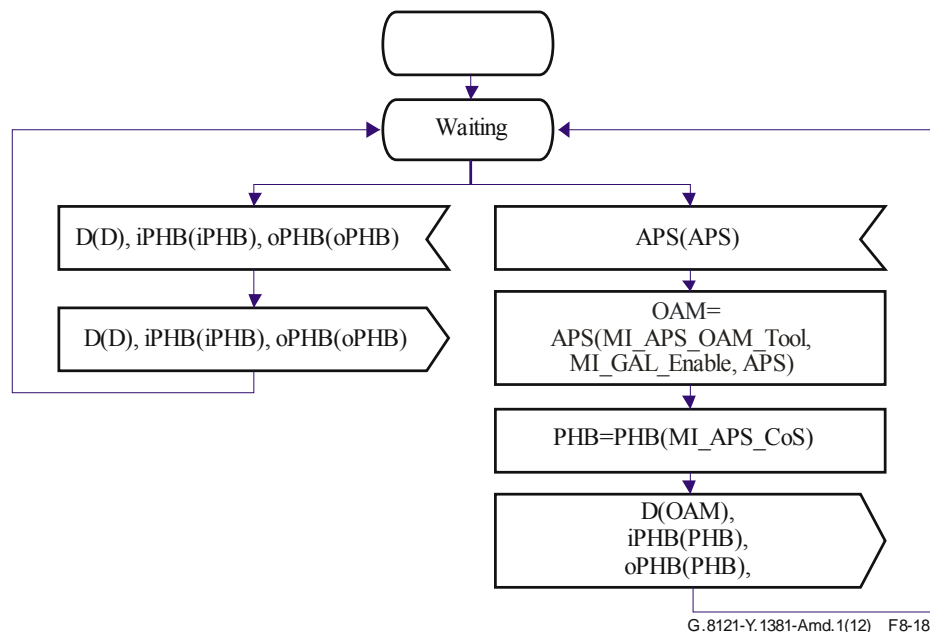 Waiting
D(D), iPHB(iPHB), oPHB(oPHB)
D(D), iPHB(iPHB), oPHB(oPHB)
APS(APS)
OAM=
APS(MI_APS_OAM_Tool,
MI_GAL_Enable, APS)
PHB=PHB(MI_APS_CoS)
D(OAM),
iPHB(PHB),
oPHB(PHB),
G.8121-Y.1381-Amd.1(12) F8-18